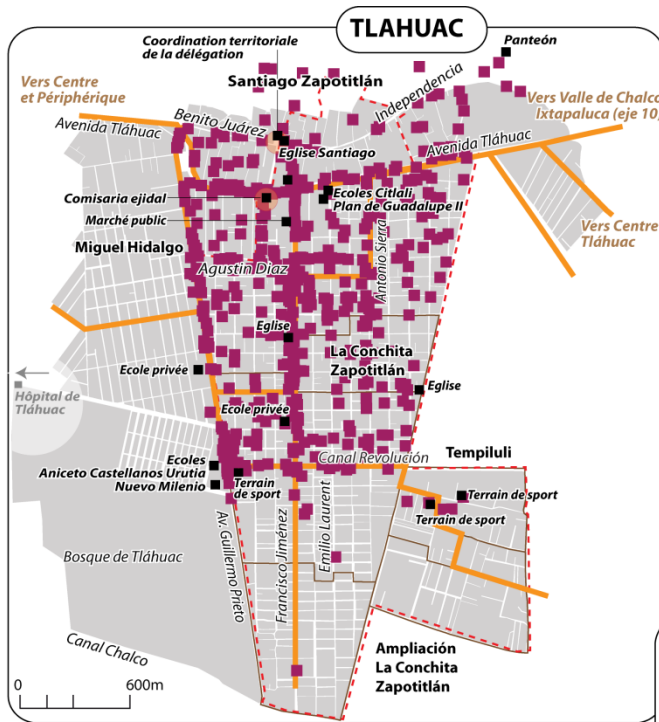 TLAHUAC
Coordination territoriale
de la délégation
Panteón
Santiago Zapotitlán
Independencia
Vers Centre
et Périphérique
Vers Valle de Chalco
Ixtapaluca (eje 10)
Benito Juárez
Avenida Tláhuac
Avenida Tláhuac
Eglise Santiago
Comisaria ejidal
Ecoles Citlali
Plan de Guadalupe II
Marché public
Antonio Sierra
Vers Centre
Tláhuac
Miguel Hidalgo
Agustin Diaz
Eglise
La Conchita
Zapotitlán
Ecole privée
Hôpital de
Tláhuac
Eglise
Ecole privée
Canal Revolución
Templiluli
Ecoles
Aniceto Castellanos Urutia
Nuevo Milenio
Terrain
de sport
Terrain de sport
Terrain de sport
Av. Guillermo Prieto
Francisco Jiménez
Emilio Laurent
Bosque de Tláhuac
Canal Chalco
Ampliación
La Conchita
Zapotitlán
0
600m